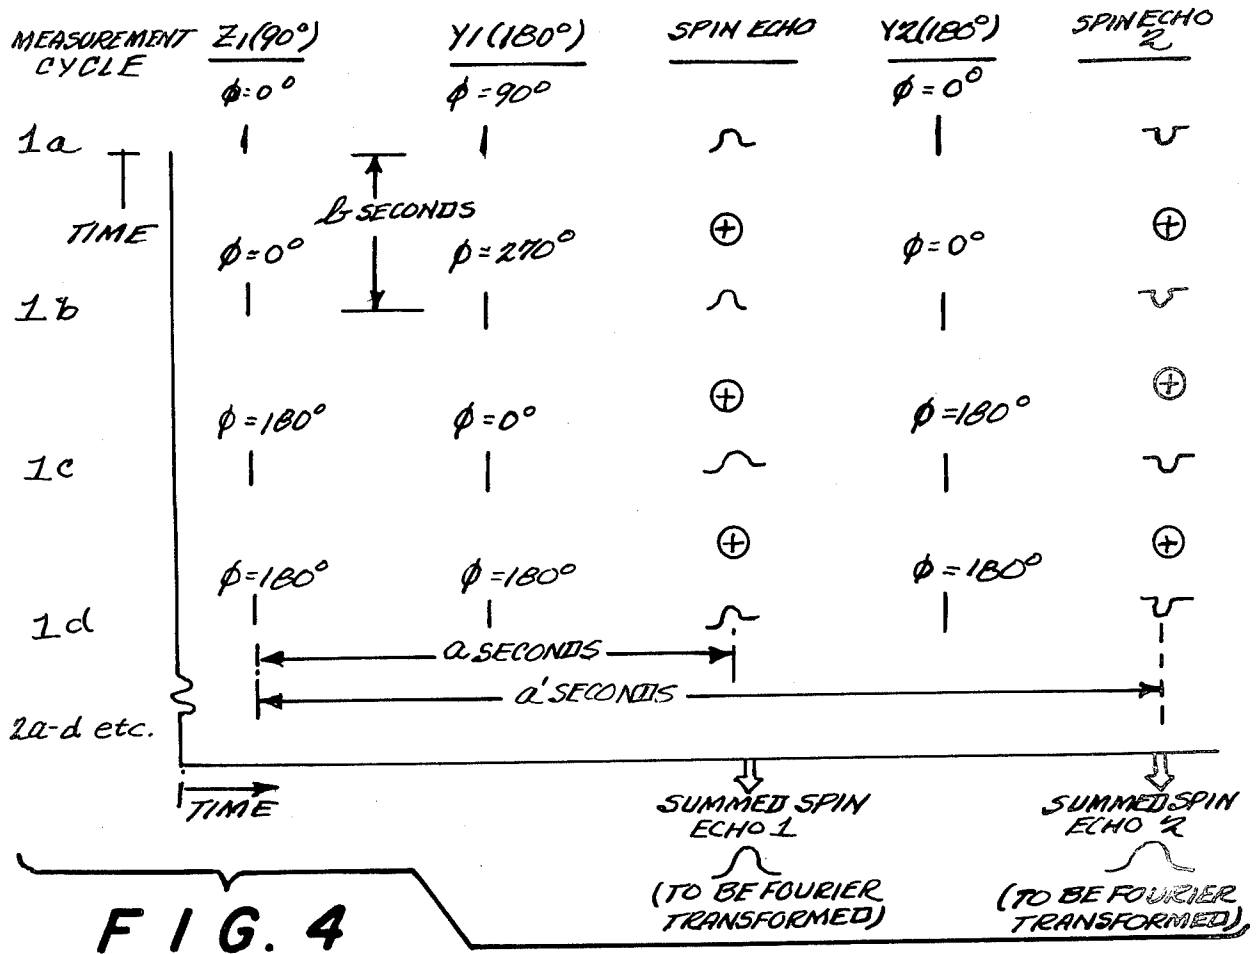 MEASUREMENT CYCLE
Z1(90°)
Y1(180°)
SPIN ECHO
Y2(180°)
SPIN ECHO 2
ϕ=0°
ϕ=90°
ϕ=0°
1a
TIME
b SECONDS
⊕
⊕
ϕ=0°
ϕ=270°
ϕ=0°
1b
⊕
⊕
ϕ=180°
ϕ=0°
ϕ=180°
1c
⊕
⊕
ϕ=180°
ϕ=180°
ϕ=180°
1d
a SECONDS
a' SECONDS
2a-d etc.
TIME
SUMMED SPIN
ECHO 1
(TO BE FOURIER
TRANSFORMED)
SUMMED SPIN
ECHO 2
(TO BE FOURIER
TRANSFORMED)
FIG. 4